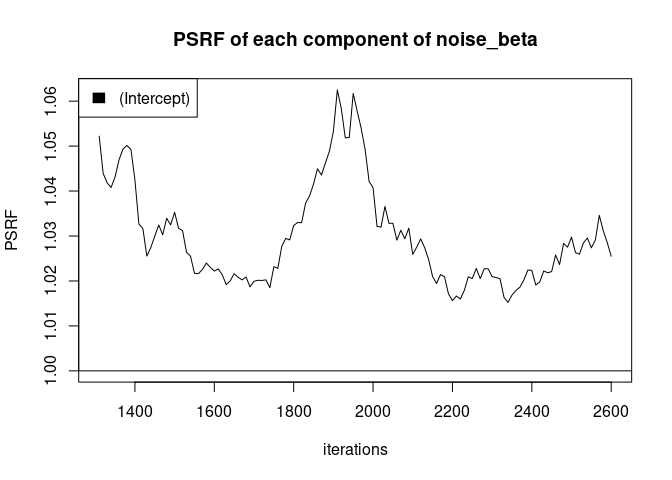 PSRF of each component of noise_beta
(Intercept)
PSRF
1.06
1.05
1.04
1.03
1.02
1.01
1.00
1400 1600 1800 2000 2200 2400 2600
iterations